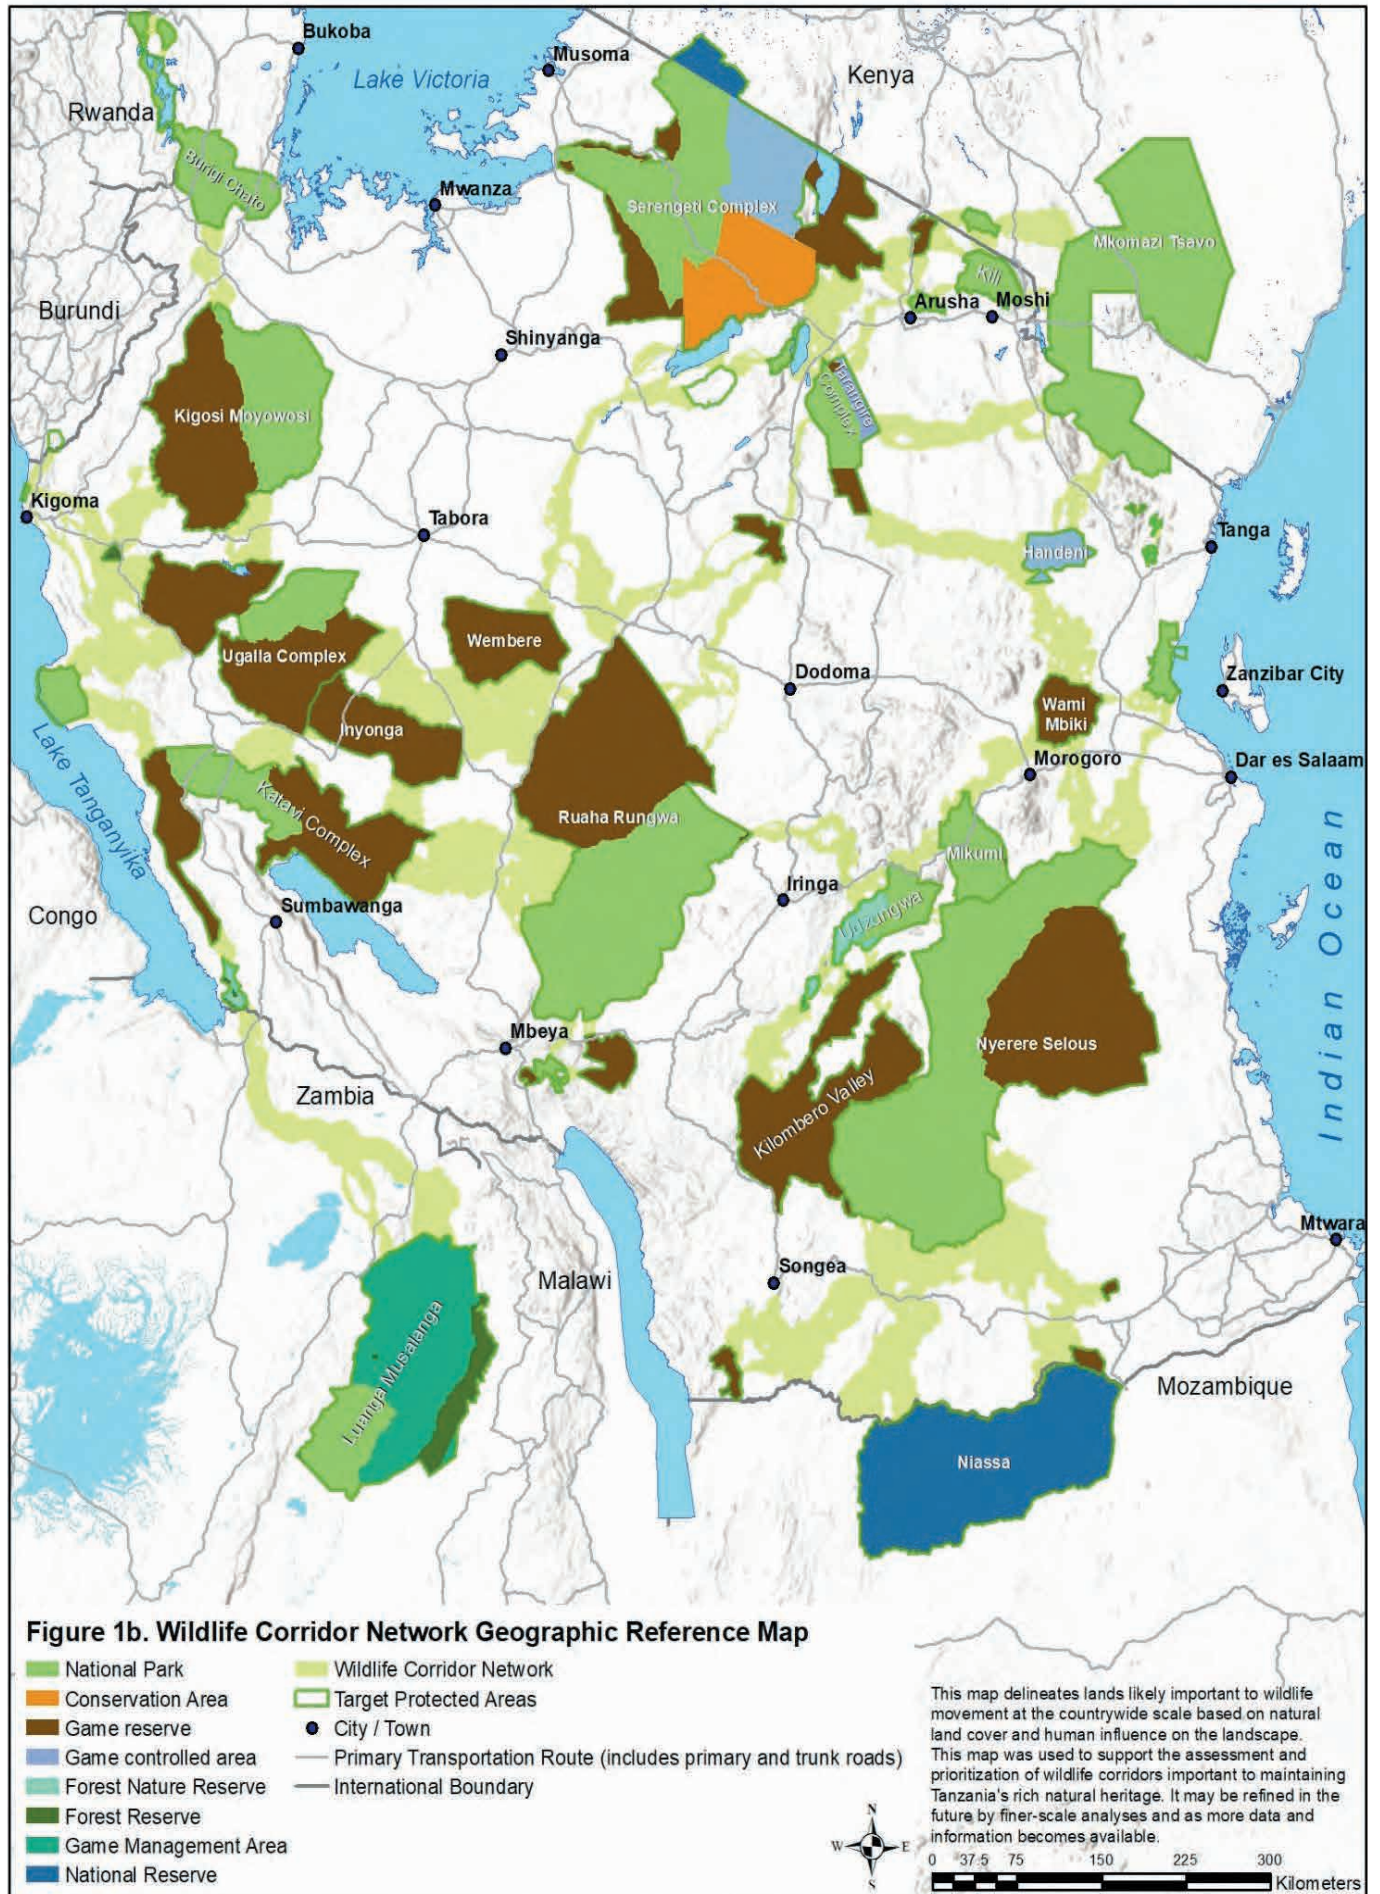 Bukoba
Musoma
Kenya
Lake Victoria
Rwanda
Burigi Chato
Mwanza
Serengeti Complex
Mkomazi Tsavo
Kili
Burundi
Arusha
Moshi
Shinyanga
Tarangire
Complex
Kigosi Moyowosi
Kigoma
Tabora
Tanga
Handeni
Wembere
Ugalla Complex
Dodoma
Zanzibar City
Wami
Mbiki
Inyonga
Lake Tanganyika
Morogoro
Dar es Salaam
Katavi Complex
Ruaha Rungwa
Mikumi
Iringa
Udzungwa
Congo
Sumbawanga
Indian Ocean
Mbeya
Nyerere Selous
Zambia
Kilombero Valley
Mtwara
Songea
Malawi
Luanga Musalanga
Mozambique
Niassa
Figure 1b. Wildlife Corridor Network Geographic Reference Map
National Park
Conservation Area
Game reserve
Game controlled area
Forest Nature Reserve
Forest Reserve
Game Management Area
National Reserve
Wildlife Corridor Network
Target Protected Areas
City / Town
Primary Transportation Route (includes primary and trunk roads)
International Boundary
This map delineates lands likely important to wildlife
movement at the countrywide scale based on natural
land cover and human influence on the landscape.
This map was used to support the assessment and
prioritization of wildlife corridors important to maintaining
Tanzania's rich natural heritage. It may be refined in the
future by finer-scale analyses and as more data and
information becomes available.
N
W E
S
0 37.5 75 150 225 300
Kilometers